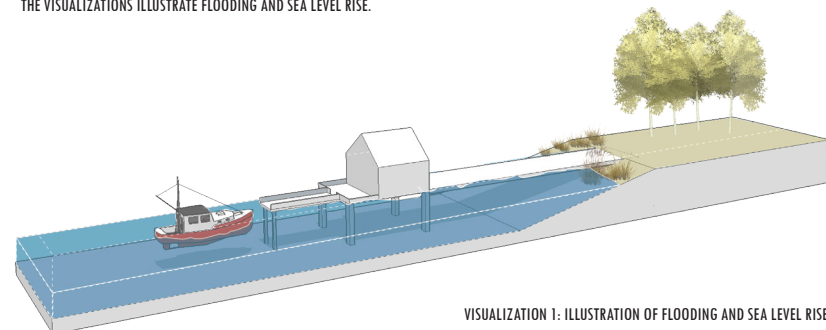 THE VISUALIZATIONS ILLUSTRATE FLOODING AND SEA LEVEL RISE.
VISUALIZATION 1: ILLUSTRATION OF FLOODING AND SEA LEVEL RISE